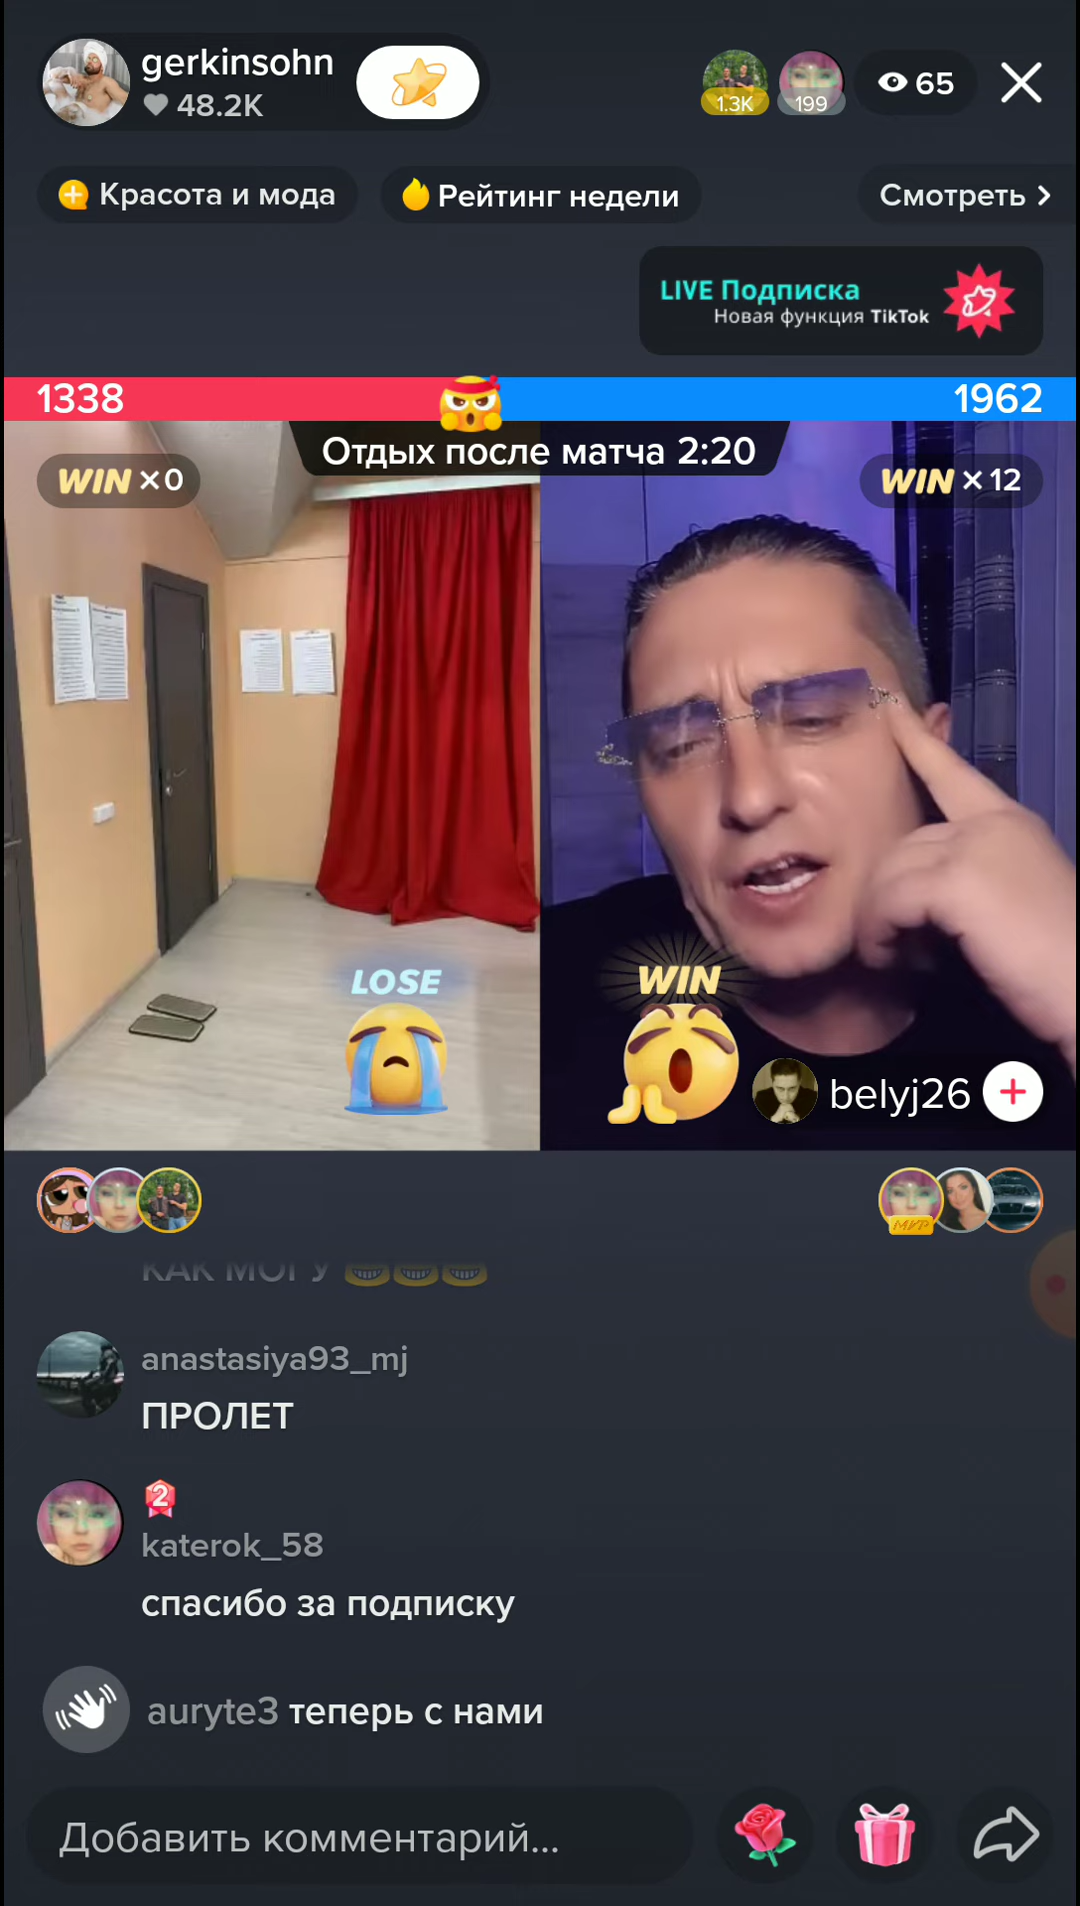 gerkinsohn
48.2K
1.3K
199
65
Красота и мода
Рейтинг недели
Смотреть
LIVE Подписка
Новая функция TikTok
1338
1962
Отдых после матча 2:20
WIN ×0
WIN ×12
LOSE
WIN
belyj26
КАК МОГУ
anastasiya93_mj
ПРОЛЕТ
2
katerok_58
спасибо за подписку
auryte3 теперь с нами
Добавить комментарий...